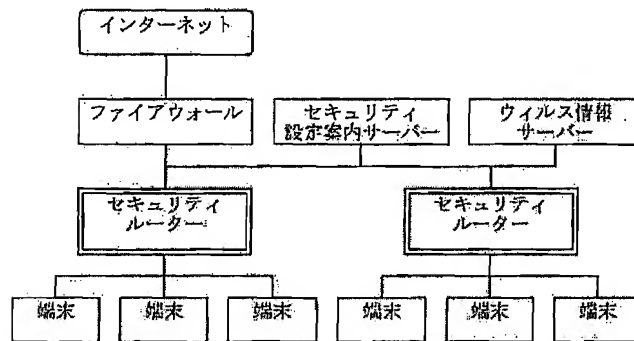 インターネット
ファイアウォール
セキュリティ
設定案内サーバー
ウィルス情報
サーバー
セキュリティ
ルーター
セキュリティ
ルーター
端末
端末
端末
端末
端末
端末